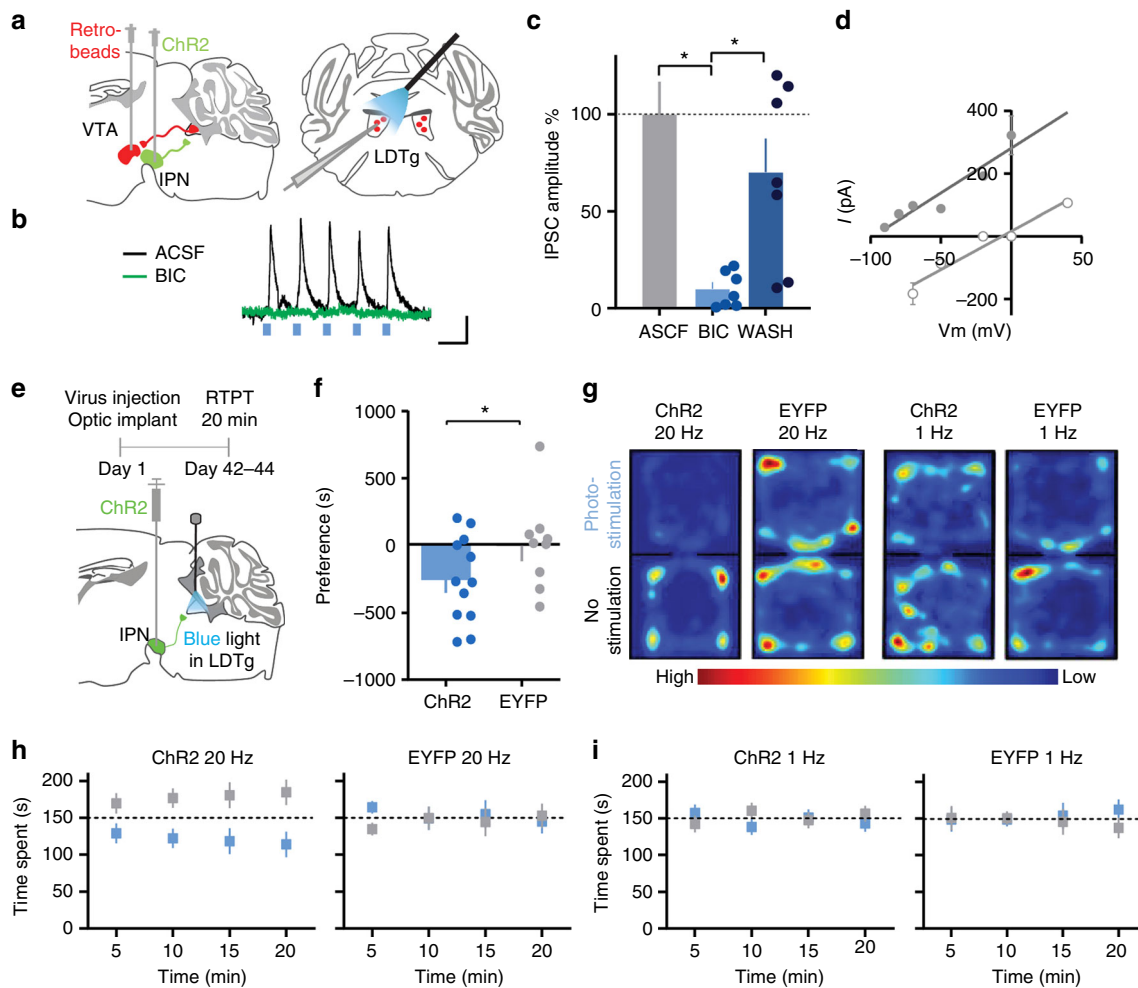 a
Retro-
beads
ChR2
VTA
IPN
LDTg
b
ACSF
BIC
c
IPSC amplitude %
100
50
0
*
*
ASCF
BIC
WASH
d
I (pA)
400
200
–200
–100
–50
50
Vm (mV)
e
Virus injection
Optic implant
RTPT
20 min
Day 1
Day 42–44
ChR2
IPN
Blue light
in LDTg
f
Preference (s)
1000
500
0
–500
–1000
*
ChR2
EYFP
g
ChR2
20 Hz
EYFP
20 Hz
ChR2
1 Hz
EYFP
1 Hz
Photo-
stimulation
No
stimulation
High
Low
h
ChR2 20 Hz
EYFP 20 Hz
Time spent (s)
200
150
100
50
0
5
10
15
20
5
10
15
20
Time (min)
Time (min)
i
ChR2 1 Hz
EYFP 1 Hz
Time spent (s)
200
150
100
50
0
5
10
15
20
5
10
15
20
Time (min)
Time (min)